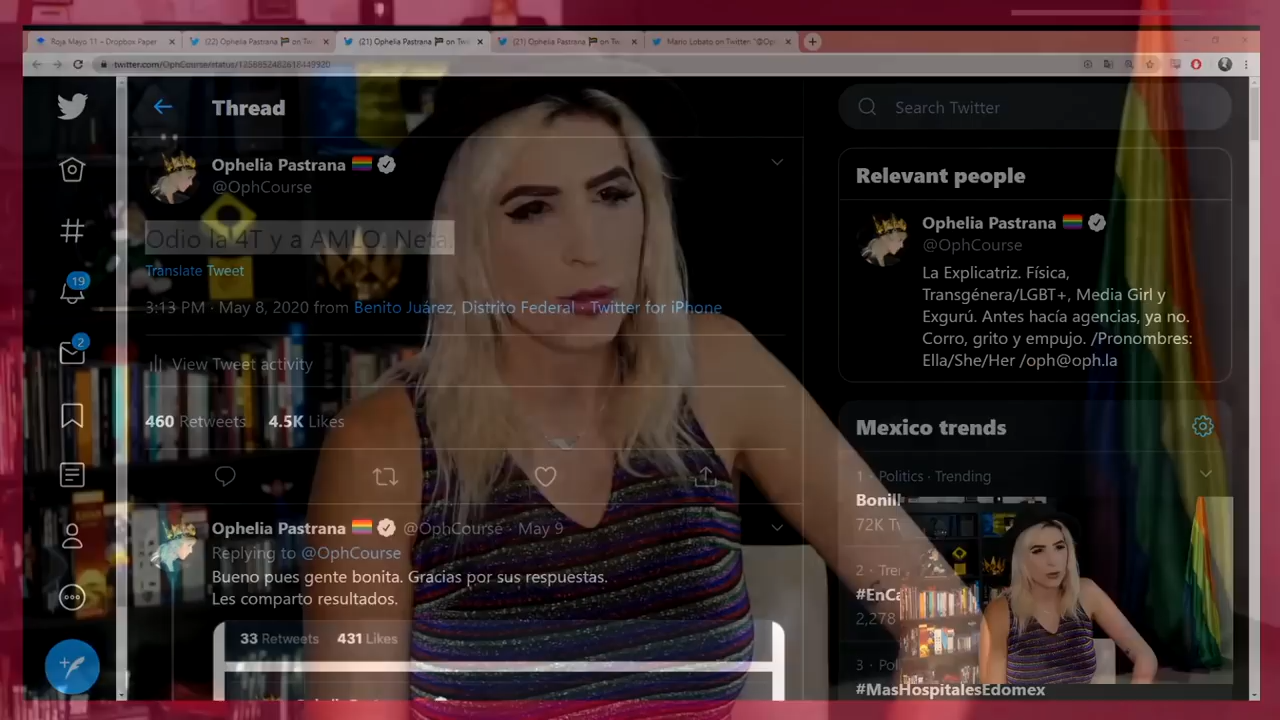 Roja Mayo 11 – Dropbox Paper
(22) Ophelia Pastrana
on Tw
(21) Ophelia Pastrana
on Twi
(21) Ophelia Pastrana
on Tw
Mario Lobato on Twitter: "@Op
Thread
Search Twitter
Ophelia Pastrana
@OphCourse
Odio la 4T y a AMLO. Neta.
Translate Tweet
3:13 PM · May 8, 2020 from Benito Juárez, Distrito Federal · Twitter for iPhone
View Tweet activity
460 Retweets 4.5K Likes
Ophelia Pastrana @OphCourse · May 9
Replying to @OphCourse
Bueno pues gente bonita. Gracias por sus respuestas.
Les comparto resultados.
33 Retweets 431 Likes
19
2
Relevant people
Ophelia Pastrana
@OphCourse
La Explicatriz. Física,
Transgénera/LGBT+, Media Girl y
Exgurú. Antes hacía agencias, ya no.
Corro, grito y empujo. /Pronombres:
Ella/She/Her /oph@oph.la
Mexico trends
1 · Politics · Trending
Bonill
72K Tw
2 · Tre
#EnCa
2,278
3 · Pol
#MasHospitalesEdomex